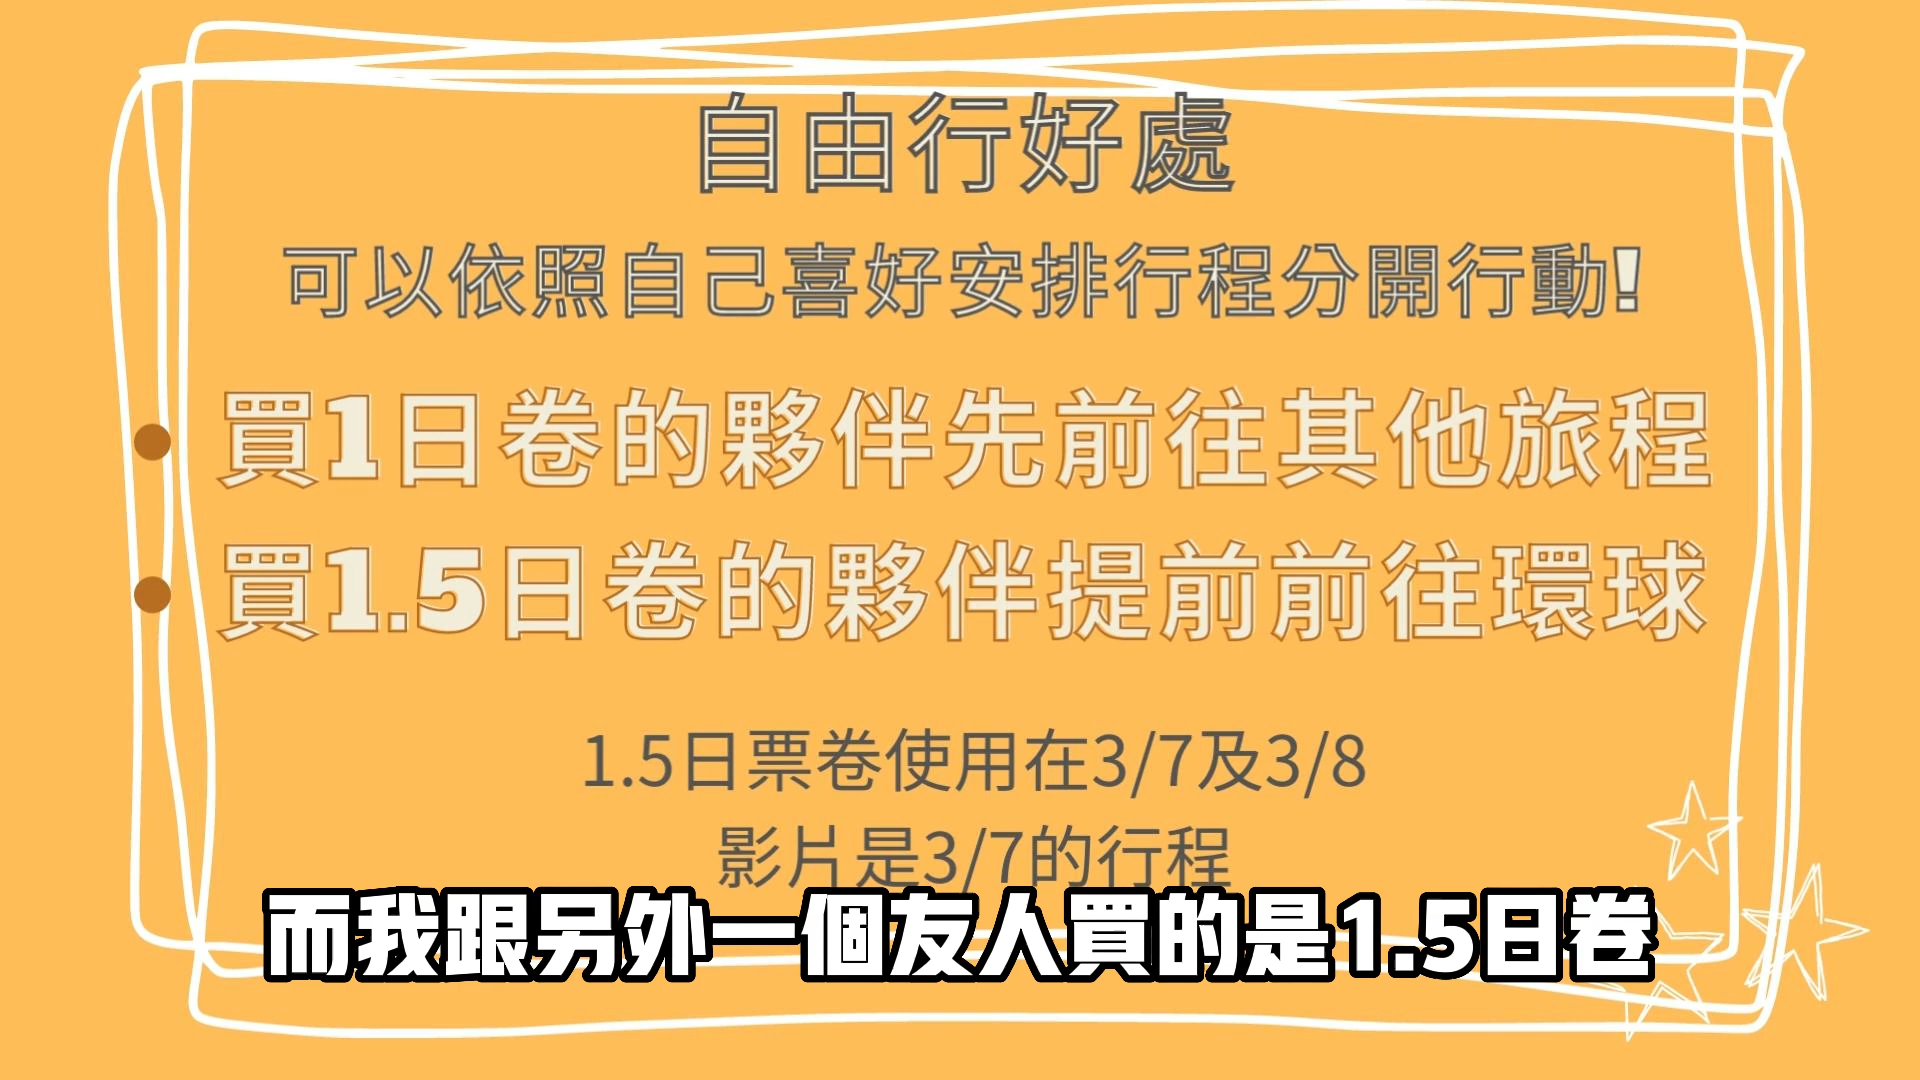 自由行好處
可以依照自己喜好安排行程分開行動!
買1日卷的夥伴先前往其他旅程
買1.5日卷的夥伴提前前往環球
1.5日票卷使用在3/7及3/8
影片是3/7的行程
而我跟另外一個友人買的是1.5日卷